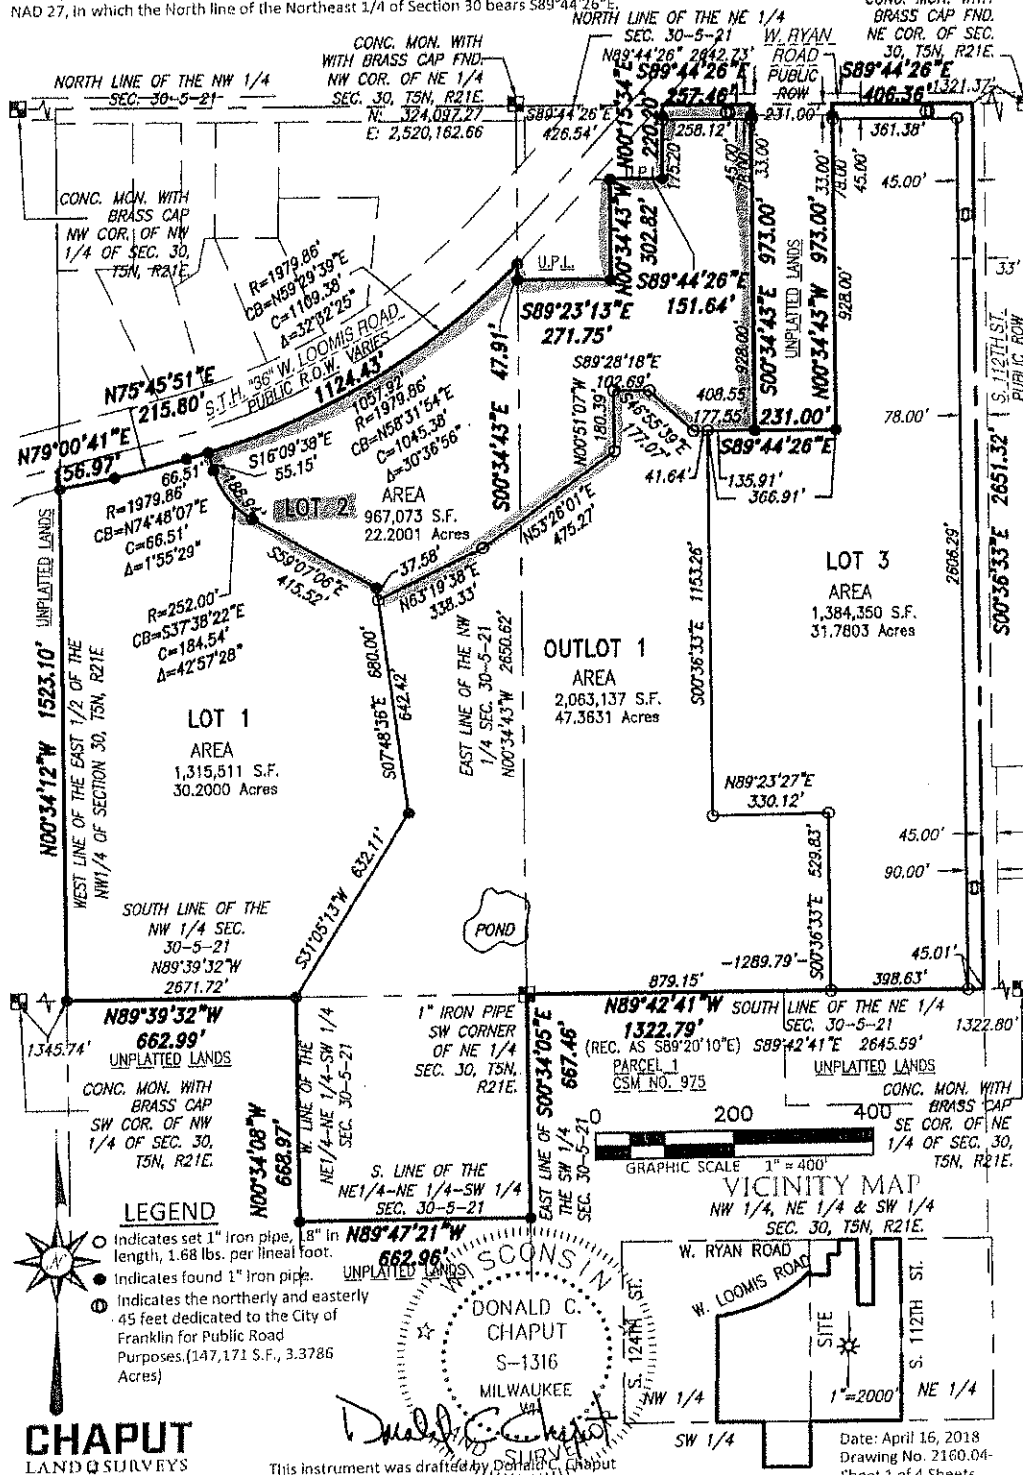 NAD 27, in which the North line of the Northeast 1/4 of Section 30 bears S89°44'26"E.
NORTH LINE OF THE NE 1/4
SEC. 30-5-21
N89°44'26" 2842.73'
CONC. MON. WITH
BRASS CAP FND.
NE COR. OF SEC.
30, T5N, R21E.
1321.37'
CONC. MON. WITH
WITH BRASS CAP FND.
NW COR. OF NE 1/4
SEC. 30, T5N, R21E.
N: 324,097.27
E: 2,520,162.66
W. RYAN
ROAD
PUBLIC
ROW
NORTH LINE OF THE NW 1/4
SEC. 30-5-21
S89°44'26"E
257.46'
S89°44'26"E
406.36'
S89°44'26"E
426.54'
N00°15'34"E
220.20'
258.12'
231.00'
361.38'
175.20'
45.00'
78.00'
33.00'
33.00'
78.00'
45.00'
45.00'
CONC. MON. WITH
BRASS CAP
NW COR. OF NW
1/4 OF SEC. 30,
T5N, R21E.
U.P.L.
N00°34'43"W
302.82'
S89°44'26"E
151.64'
U.P.L.
S89°23'13"E
271.75'
S00°34'43"E 973.00'
928.00'
UNPLATTED LANDS
N00°34'43"W 973.00'
928.00'
33'
S. 112TH ST.
PUBLIC ROW
R=1979.86'
CB=N59°29'39"E
C=1109.38'
Δ=32°32'25"
S.T.H. "36" W. LOOMIS ROAD
PUBLIC R.O.W. VARIES
1124.43'
1057.92'
R=1979.86'
CB=N58°31'54"E
C=1045.38'
Δ=30°36'56"
S00°34'43"E 47.91'
N75°45'51"E
215.80'
N79°00'41"E
56.97'
66.51'
R=1979.86'
CB=N74°48'07"E
C=66.51'
Δ=1°55'29"
S16°09'38"E
55.15'
LOT 2
AREA
967,073 S.F.
22.2001 Acres
S89°28'18"E
102.69'
N00°51'07"W
180.39'
S46°55'39"E
177.07'
408.55'
177.55'
231.00'
S89°44'26"E
78.00'
41.64'
135.91'
366.91'
R=252.00'
CB=S37°38'22"E
C=184.54'
Δ=42°57'28"
S59°07'06"E
415.52'
37.58'
N63°19'38"E
338.33'
N53°26'01"E
475.27'
S00°36'33"E 2651.32'
2606.29'
UNPLATTED LANDS
N00°34'12"W 1523.10'
WEST LINE OF THE EAST 1/2 OF THE
NW1/4 OF SECTION 30, T5N, R21E
LOT 1
AREA
1,315,511 S.F.
30.2000 Acres
S07°48'36"E 680.00'
642.42'
EAST LINE OF THE NW
1/4 SEC. 30-5-21
N00°34'43"W 2650.62'
OUTLOT 1
AREA
2,063,137 S.F.
47.3631 Acres
S00°36'33"E 1153.26'
LOT 3
AREA
1,384,350 S.F.
31.7803 Acres
N89°23'27"E
330.12'
S00°36'33"E 529.83'
45.00'
90.00'
45.01'
S31°05'13"W 632.11'
POND
SOUTH LINE OF THE
NW 1/4 SEC.
30-5-21
N89°39'32"W
2671.72'
-1289.79'-
879.15'
398.63'
1345.74'
N89°39'32"W
662.99'
UNPLATTED LANDS
1" IRON PIPE
SW CORNER
OF NE 1/4
SEC. 30, T5N,
R21E.
N89°42'41"W
1322.79'
(REC. AS S89°20'10"E)
PARCEL 1
CSM NO. 975
SOUTH LINE OF THE NE 1/4
SEC. 30-5-21
S89°42'41"E 2645.59'
UNPLATTED LANDS
1322.80'
CONC. MON. WITH
BRASS CAP
SW COR. OF NW
1/4 OF SEC. 30,
T5N, R21E.
CONC. MON. WITH
BRASS CAP
SE COR. OF NE
1/4 OF SEC. 30,
T5N, R21E.
N00°34'08"W
668.97'
W. LINE OF THE
NE1/4-NE 1/4-SW 1/4
SEC. 30-5-21
EAST LINE OF
THE SW 1/4
SEC. 30-5-21
S00°34'05"E
667.46'
S. LINE OF THE
NE1/4-NE 1/4-SW 1/4
SEC. 30-5-21
N89°47'21"W
662.96'
UNPLATTED LANDS
0 200 400
GRAPHIC SCALE 1" = 400'
VICINITY MAP
NW 1/4, NE 1/4 & SW 1/4
SEC. 30, T5N, R21E.
W. RYAN ROAD
W. LOOMIS ROAD
SITE
S. 124TH ST.
S. 112TH ST.
NW 1/4
NE 1/4
SW 1/4
1"=2000'
LEGEND
Indicates set 1" iron pipe, 18" in
length, 1.68 lbs. per lineal foot.
Indicates found 1" iron pipe.
Indicates the northerly and easterly
45 feet dedicated to the City of
Franklin for Public Road
Purposes.(147,171 S.F., 3.3786
Acres)
N
WISCONSIN
DONALD C.
CHAPUT
S-1316
MILWAUKEE
WI
LAND SURVEYOR
Donald C. Chaput
CHAPUT
LAND SURVEYS
This instrument was drafted by Donald C. Chaput
Date: April 16, 2018
Drawing No. 2160.04-
Sheet 1 of 4 Sheets